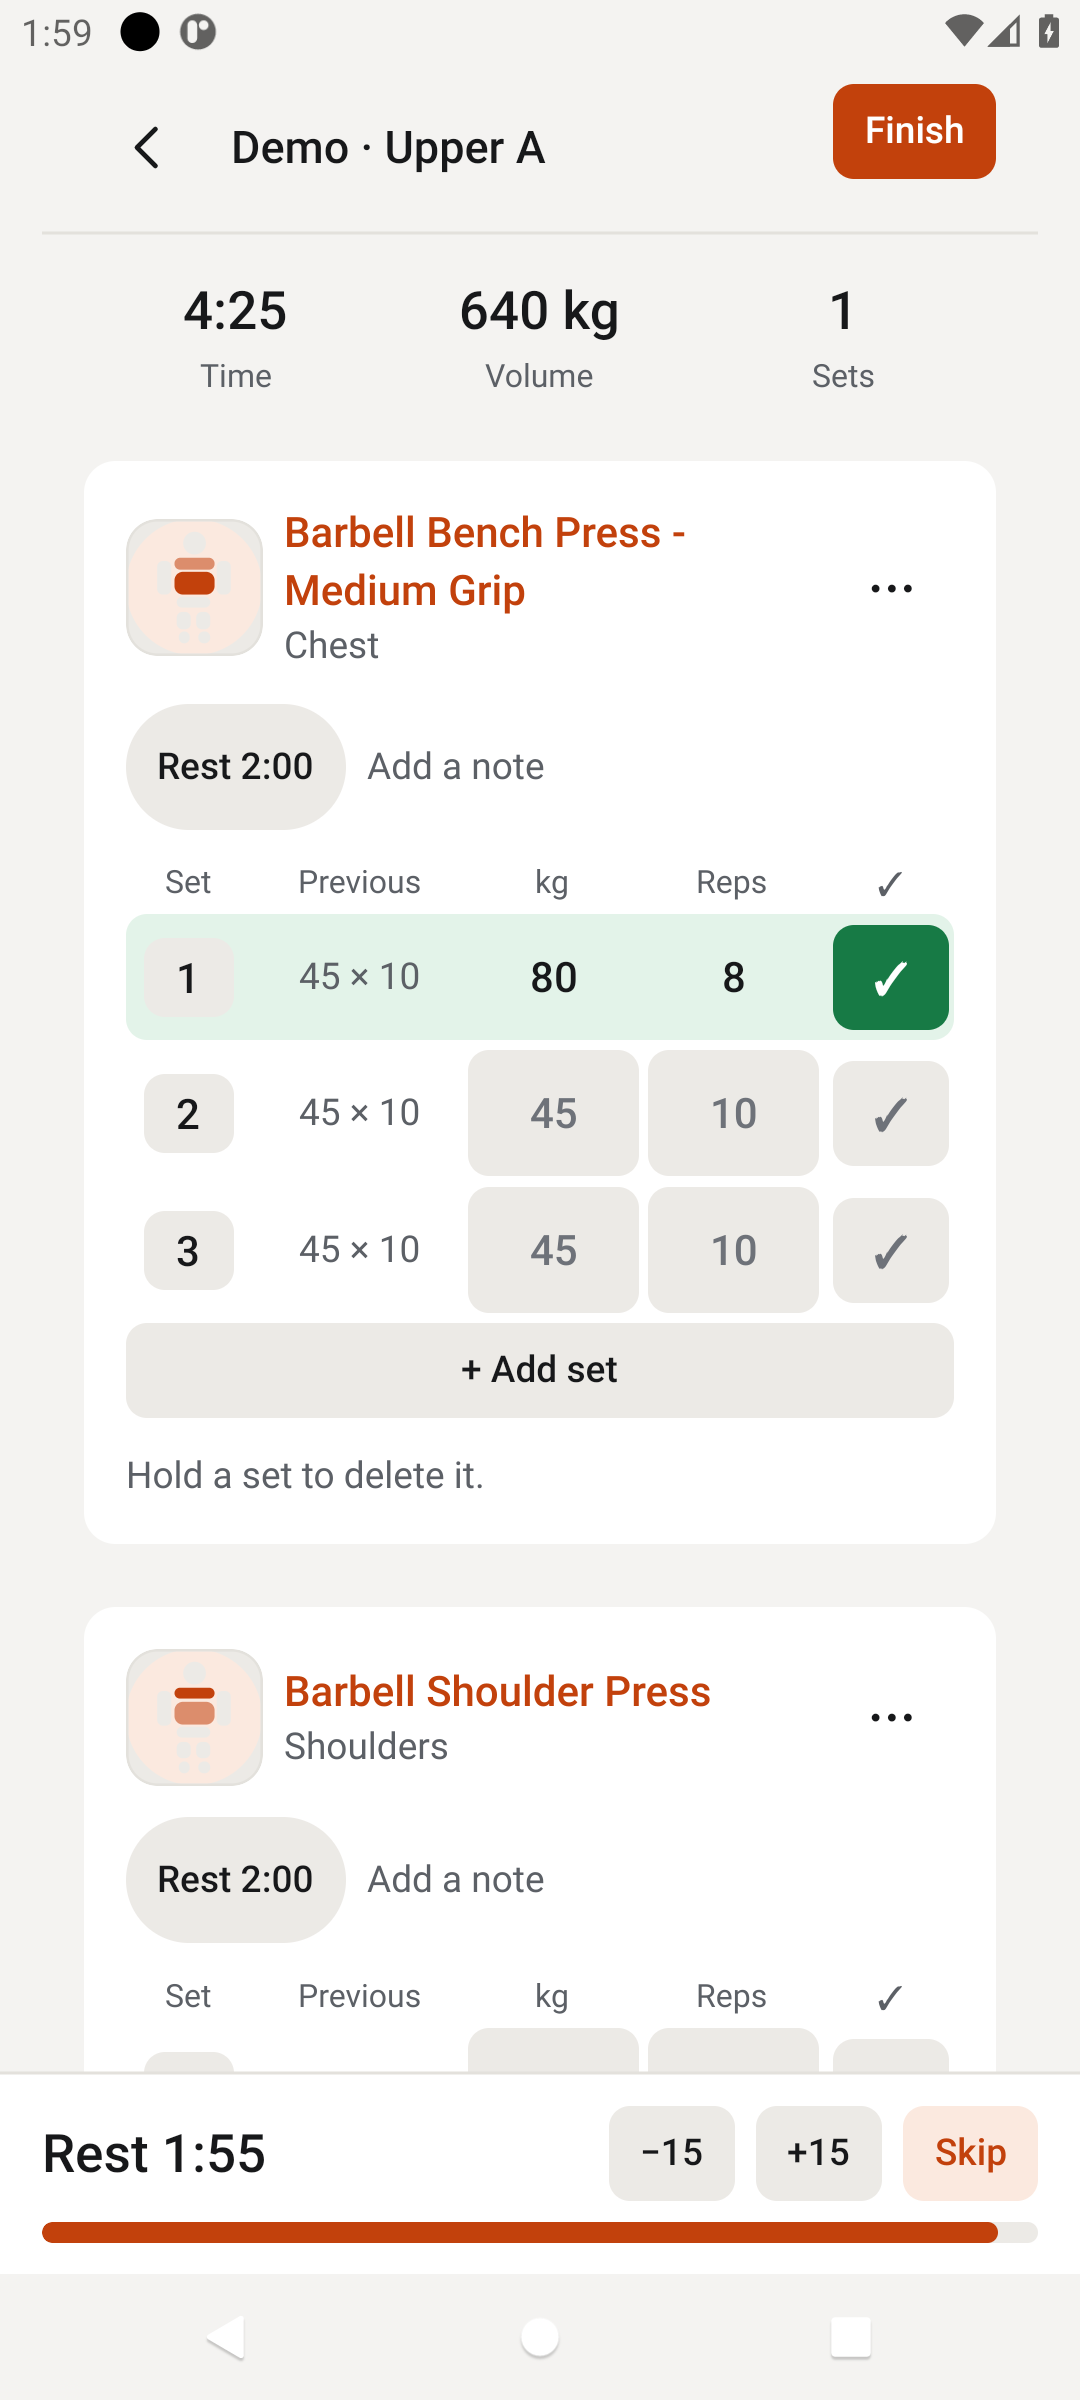 1:59
Demo · Upper A
Finish
4:25 640 kg 1
Time Volume Sets
Barbell Bench Press -
Medium Grip
Chest
Rest 2:00 Add a note
Set Previous kg Reps ✓
1 45 × 10 80 8 ✓
2 45 × 10 45 10 ✓
3 45 × 10 45 10 ✓
+ Add set
Hold a set to delete it.
Barbell Shoulder Press
Shoulders
Rest 2:00 Add a note
Set Previous kg Reps ✓
Rest 1:55 −15 +15 Skip